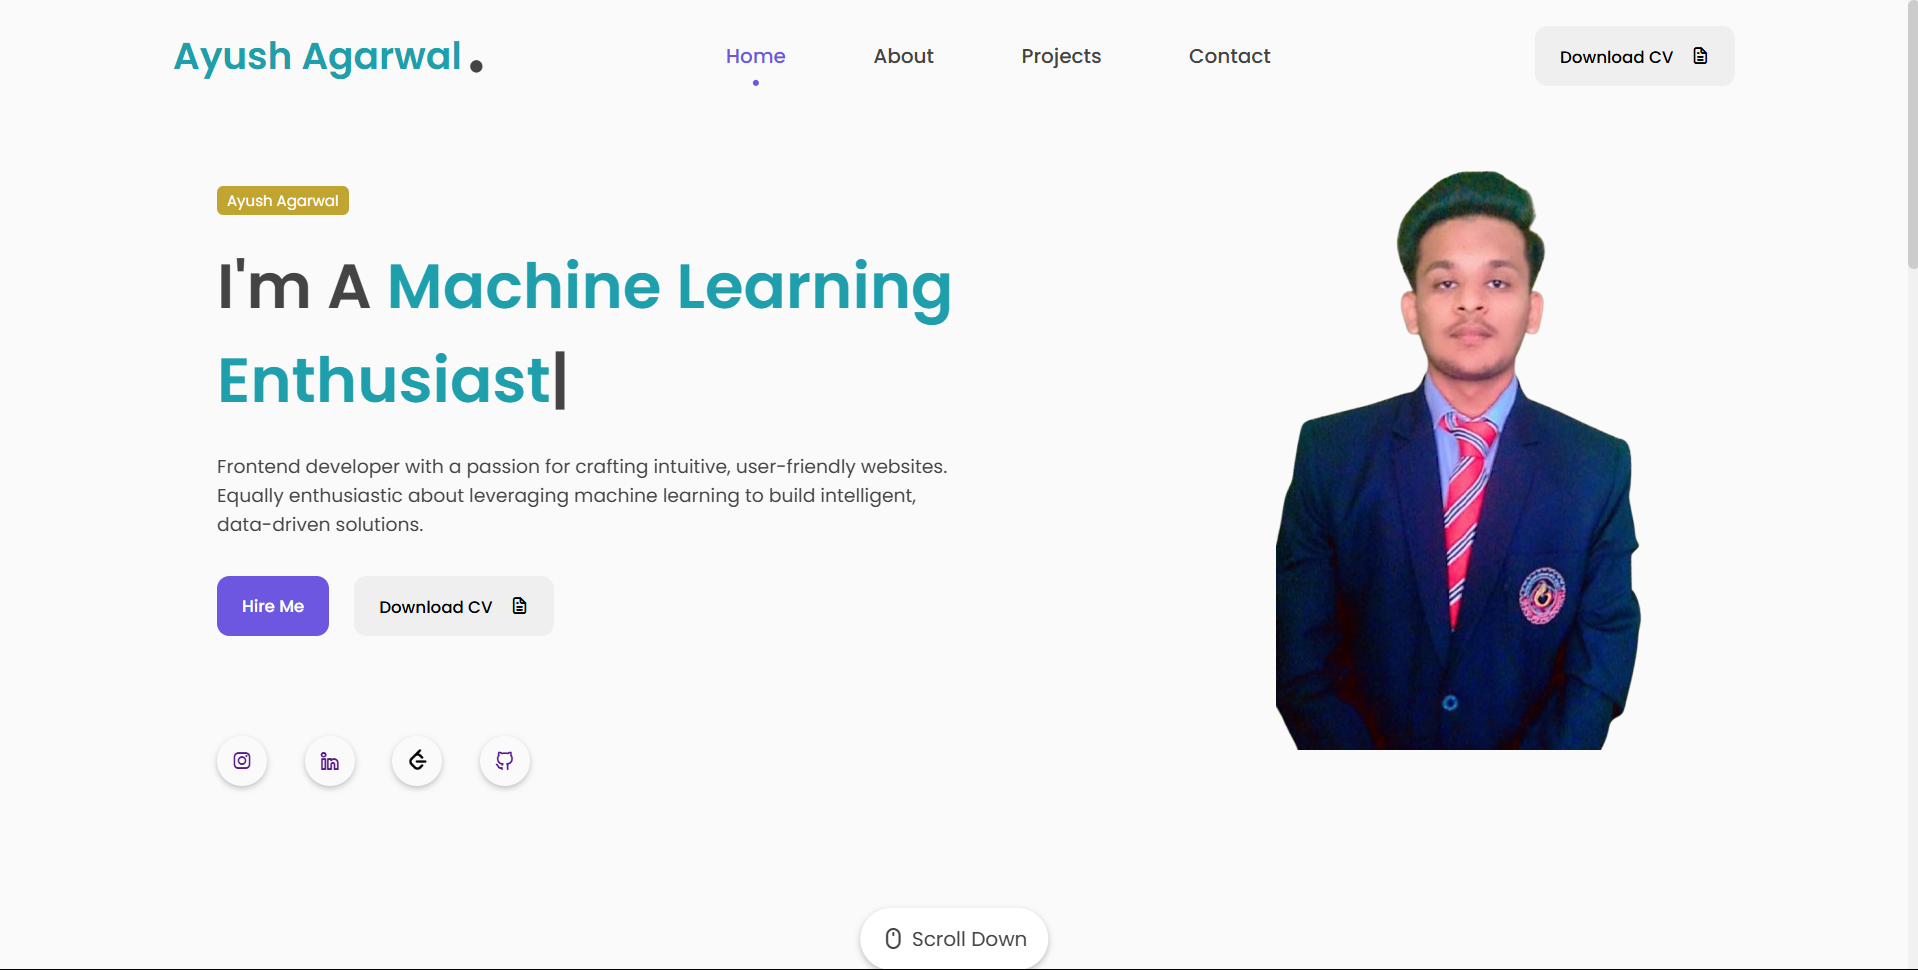 Ayush Agarwal.
Home
About
Projects
Contact
Download CV
Ayush Agarwal
I'm A Machine Learning
Enthusiast|
Frontend developer with a passion for crafting intuitive, user-friendly websites.
Equally enthusiastic about leveraging machine learning to build intelligent,
data-driven solutions.
Hire Me
Download CV
in
Scroll Down